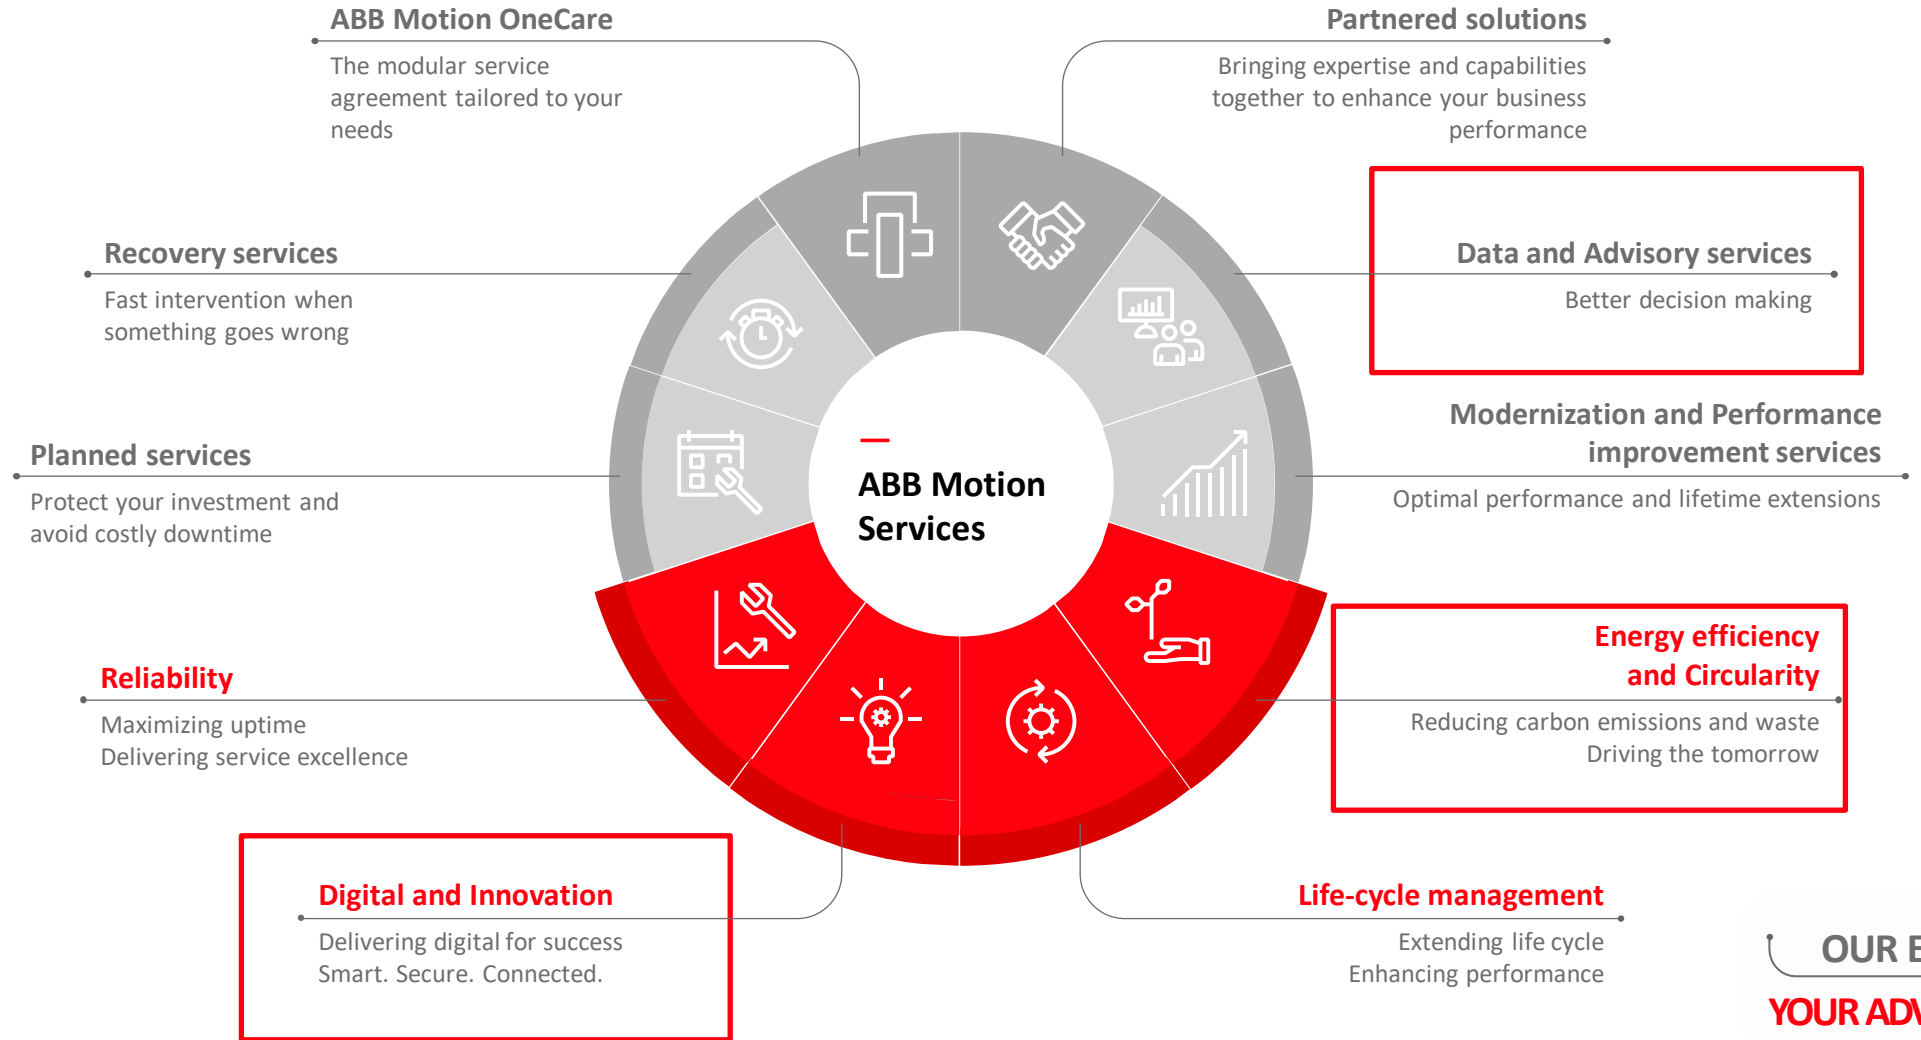 ABB Motion OneCare
The modular service
agreement tailored to your
needs
Partnered solutions
Bringing expertise and capabilities
together to enhance your business
performance
Recovery services
Fast intervention when
something goes wrong
Data and Advisory services
Better decision making
Planned services
Protect your investment and
avoid costly downtime
Modernization and Performance
improvement services
Optimal performance and lifetime extensions
ABB Motion
Services
Reliability
Maximizing uptime
Delivering service excellence
Energy efficiency
and Circularity
Reducing carbon emissions and waste
Driving the tomorrow
Digital and Innovation
Delivering digital for success
Smart. Secure. Connected.
Life-cycle management
Extending life cycle
Enhancing performance
OUR
YOUR